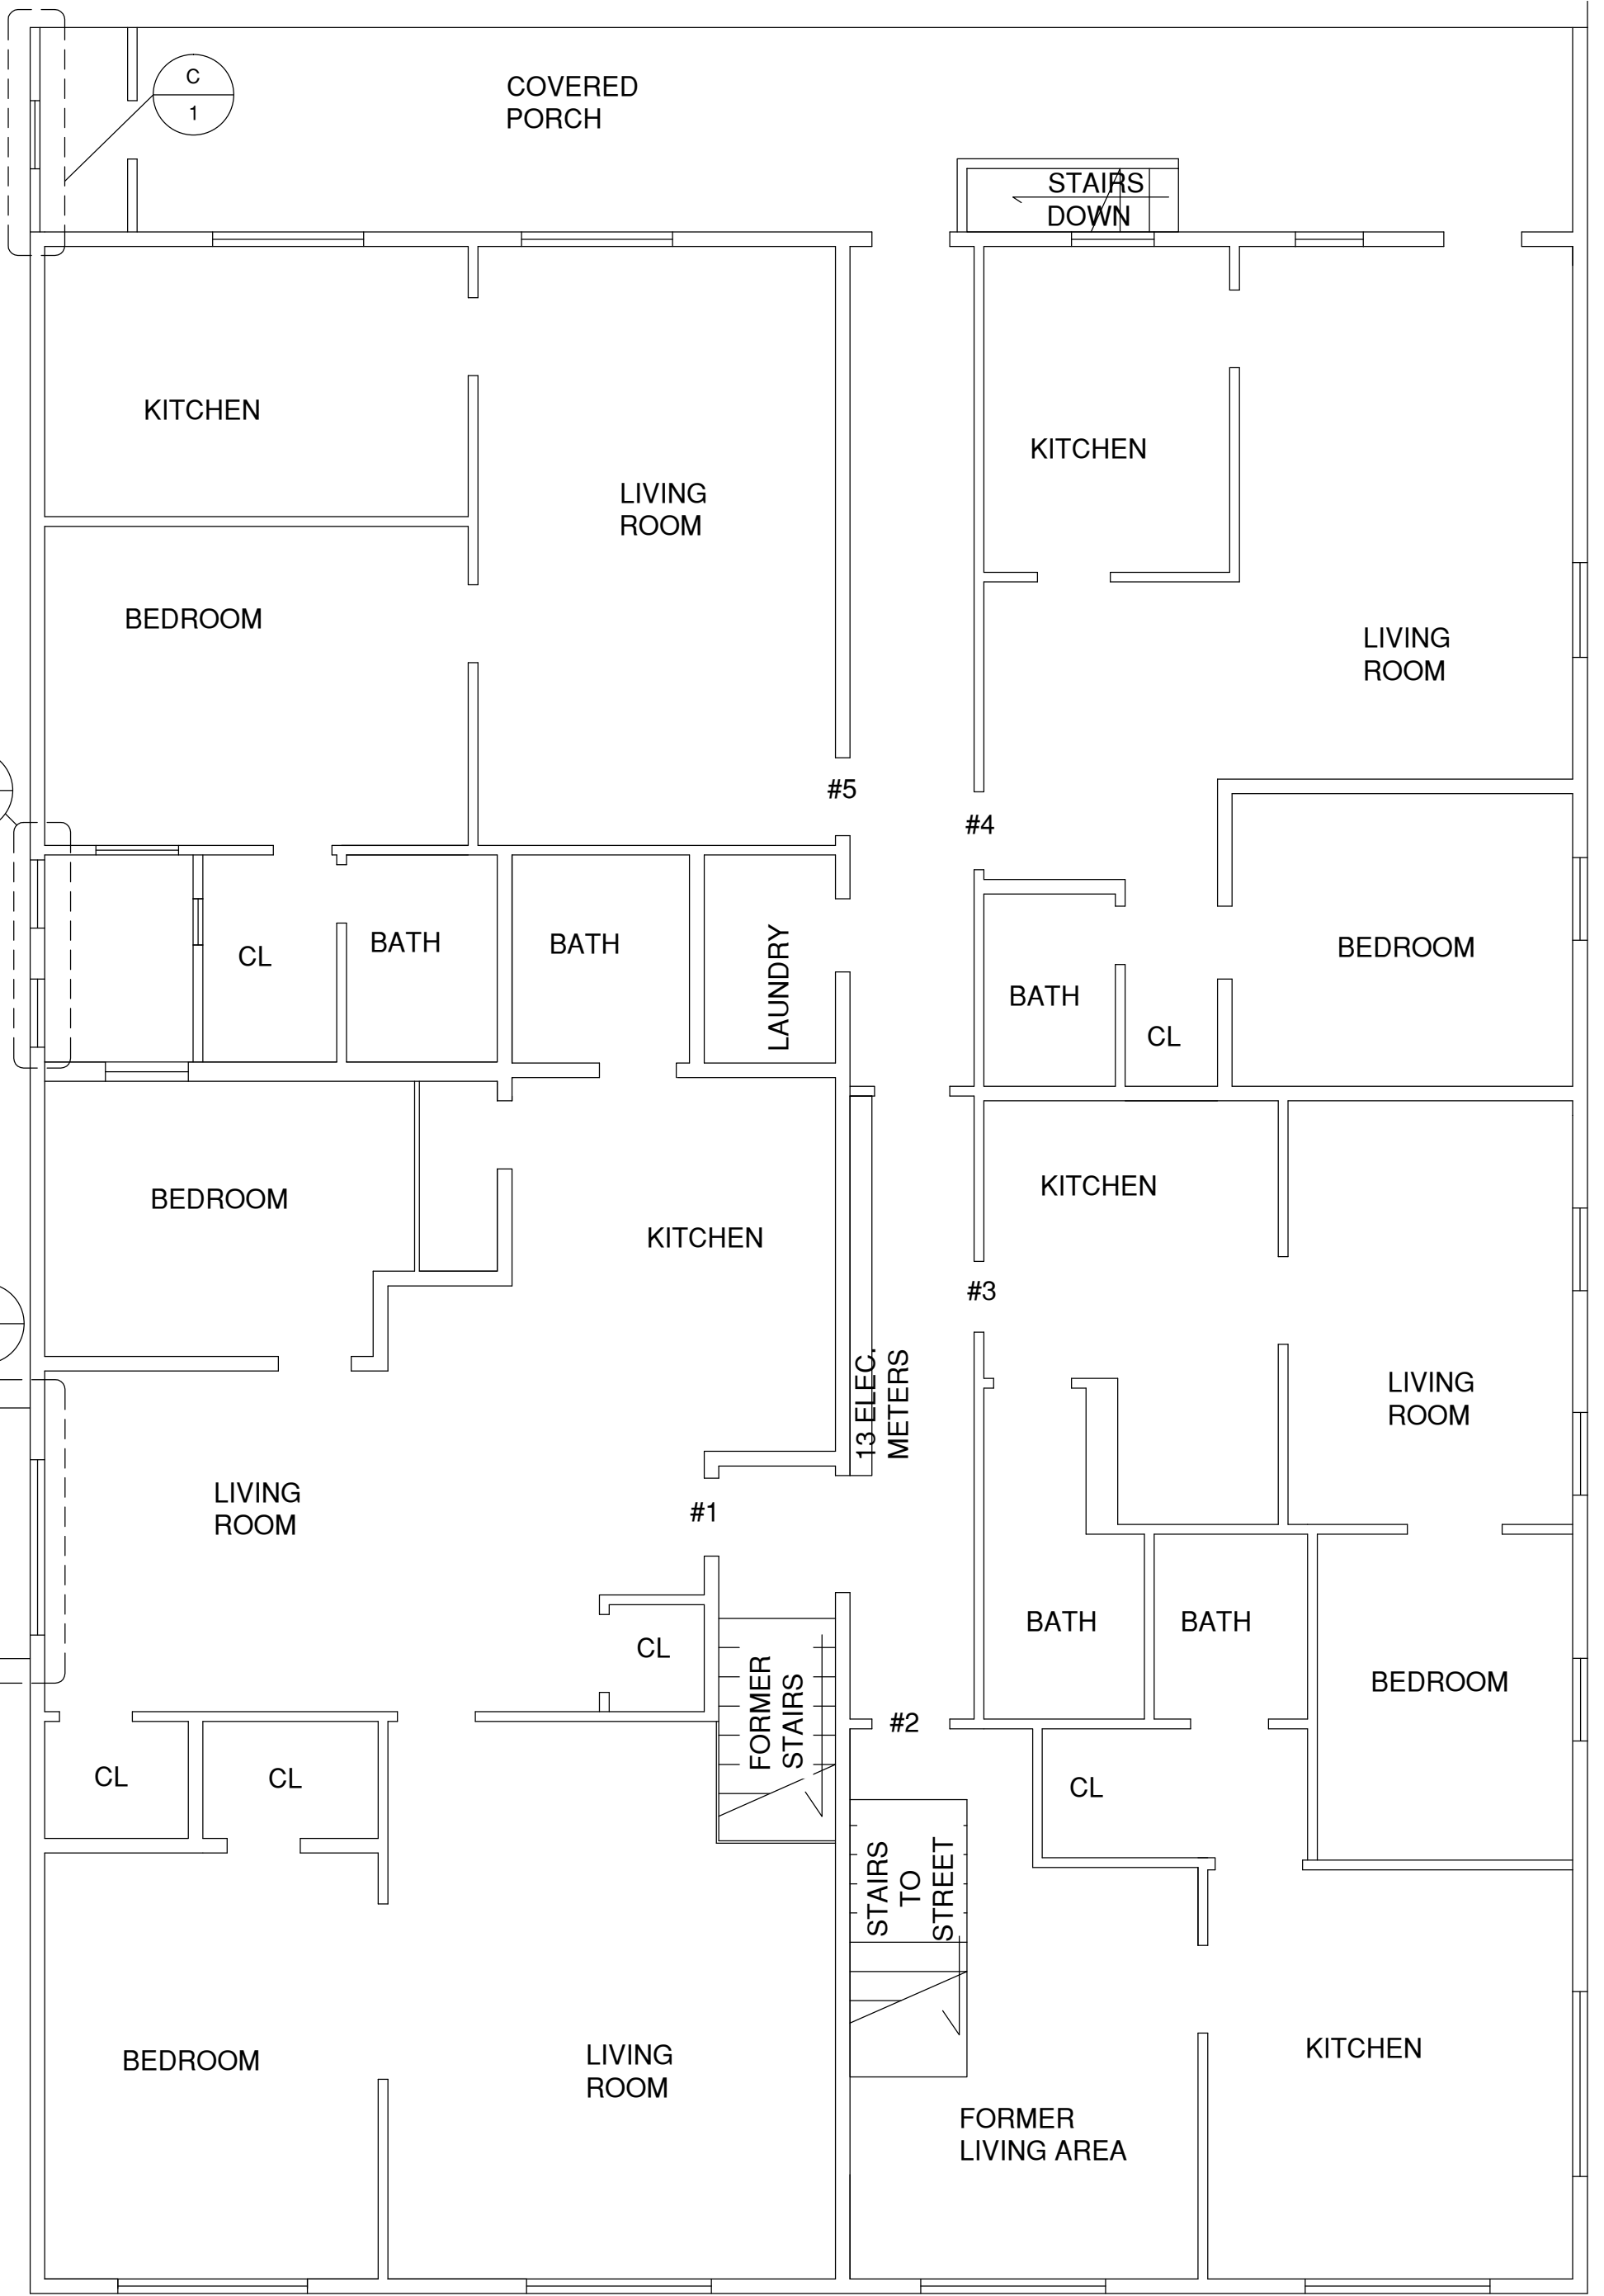 C
1
COVERED
PORCH
STAIRS
DOWN
KITCHEN
KITCHEN
LIVING
ROOM
BEDROOM
LIVING
ROOM
#5
#4
CL
BATH
BATH
LAUNDRY
BEDROOM
BATH
CL
BEDROOM
KITCHEN
KITCHEN
#3
13 ELEC.
METERS
LIVING
ROOM
LIVING
ROOM
#1
CL
BATH
BATH
BEDROOM
FORMER
STAIRS
#2
CL
CL
CL
STAIRS
TO
STREET
BEDROOM
LIVING
ROOM
KITCHEN
FORMER
LIVING AREA